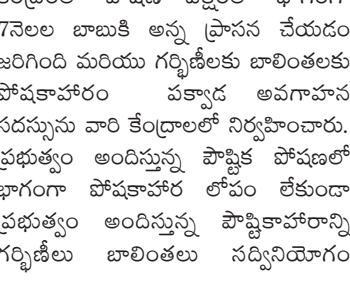 7నెలల బాబుకి అన్న ప్రాసన చేయడం
జరిగింది మరియు గర్భిణీలకు బాలింతలకు
పోషకాహారం పక్వాడ అవగాహన
సదస్సును వారి కేంద్రాలలో నిర్వహించారు.
ప్రభుత్వం అందిస్తున్న పౌష్టిక పోషణలో
భాగంగా పోషకాహార లోపం లేకుండా
ప్రభుత్వం అందిస్తున్న పౌష్టికాహారాన్ని
గర్భిణీలు బాలింతలు సద్వినియోగం